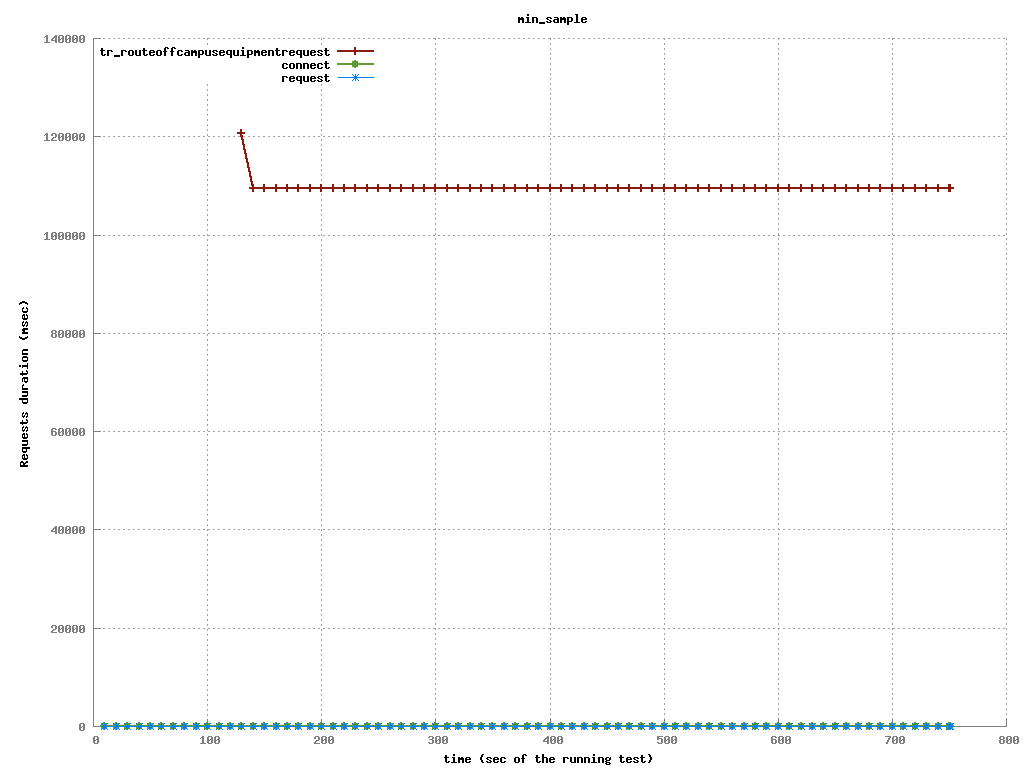 min_sample
140000
tr_routeoffcampusequipmentrequest
connect
request
120000
100000
80000
60000
40000
20000
0
Requests duration (msec)
0 100 200 300 400 500 600 700 800
time (sec of the running test)